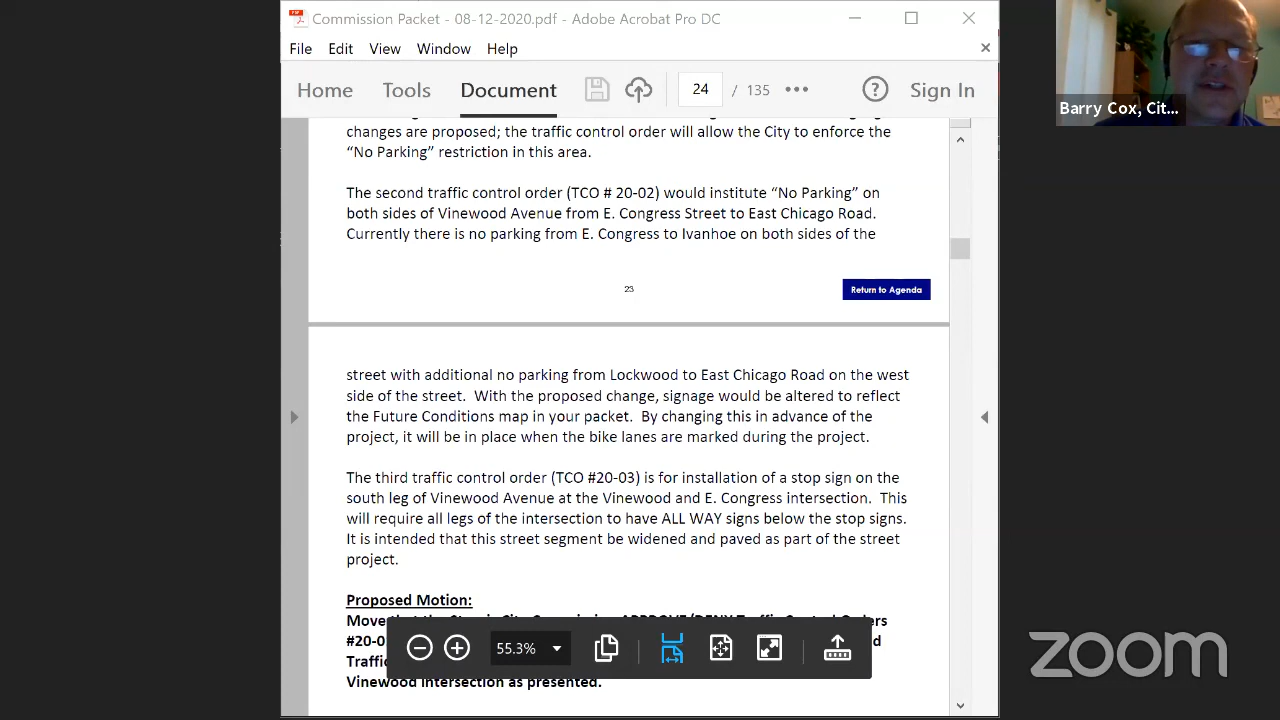 Commission Packet - 08-12-2020.pdf - Adobe Acrobat Pro DC
File Edit View Window Help
Home Tools Document 24 / 135 Sign In
changes are proposed; the traffic control order will allow the City to enforce the
“No Parking” restriction in this area.
The second traffic control order (TCO # 20-02) would institute “No Parking” on
both sides of Vinewood Avenue from E. Congress Street to East Chicago Road.
Currently there is no parking from E. Congress to Ivanhoe on both sides of the
23
Return to Agenda
street with additional no parking from Lockwood to East Chicago Road on the west
side of the street. With the proposed change, signage would be altered to reflect
the Future Conditions map in your packet. By changing this in advance of the
project, it will be in place when the bike lanes are marked during the project.
The third traffic control order (TCO #20-03) is for installation of a stop sign on the
south leg of Vinewood Avenue at the Vinewood and E. Congress intersection. This
will require all legs of the intersection to have ALL WAY signs below the stop signs.
It is intended that this street segment be widened and paved as part of the street
project.
Proposed Motion:
#20-0
Traffic
55.3%
Vinewood intersection as presented.
Barry Cox, Cit...
zoom